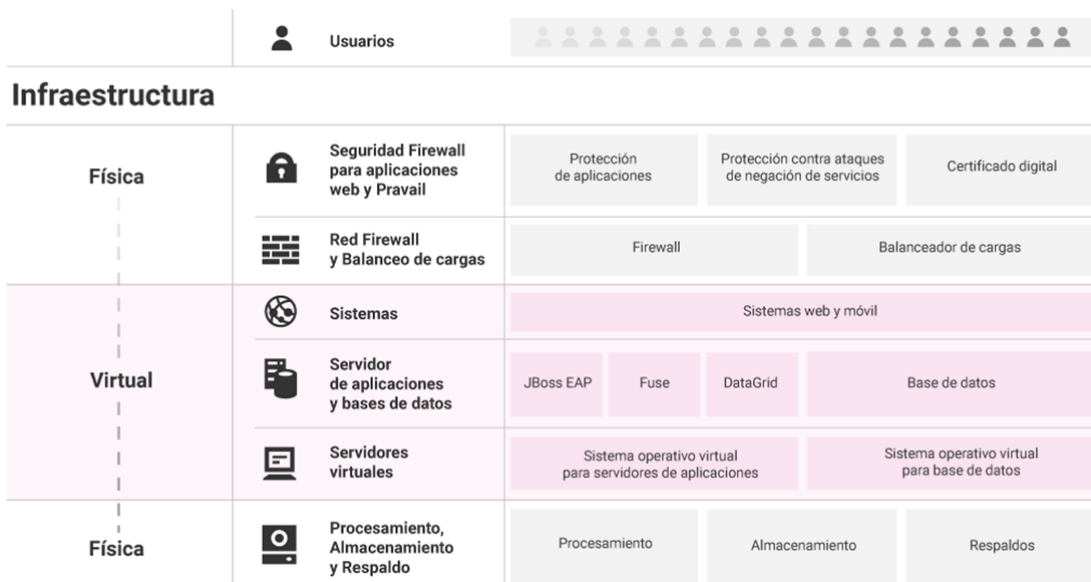 Usuarios
Infraestructura
Física
Seguridad Firewall
para aplicaciones
web y Pravail
Protección
de aplicaciones
Protección contra ataques
de negación de servicios
Certificado digital
Red Firewall
y Balanceo de cargas
Firewall
Balanceador de cargas
Virtual
Sistemas
Sistemas web y móvil
Servidor
de aplicaciones
y bases de datos
JBoss EAP
Fuse
DataGrid
Base de datos
Servidores
virtuales
Sistema operativo virtual
para servidores de aplicaciones
Sistema operativo virtual
para base de datos
Física
Procesamiento,
Almacenamiento
y Respaldo
Procesamiento
Almacenamiento
Respaldos